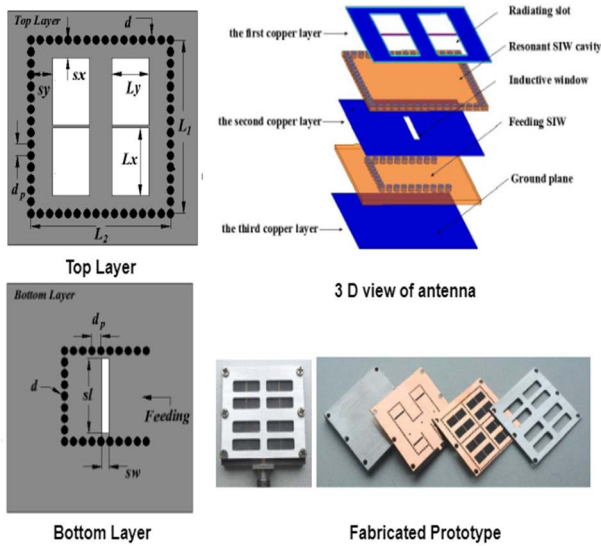 Top Layer
d
sx
sy
Ly
L1
Lx
dp
L2
Top Layer
the first copper layer
Radiating slot
Resonant SIW cavity
Inductive window
the second copper layer
Feeding SIW
Ground plane
the third copper layer
3 D view of antenna
Bottom Layer
dp
d
sl
Feeding
sw
Bottom Layer
Fabricated Prototype